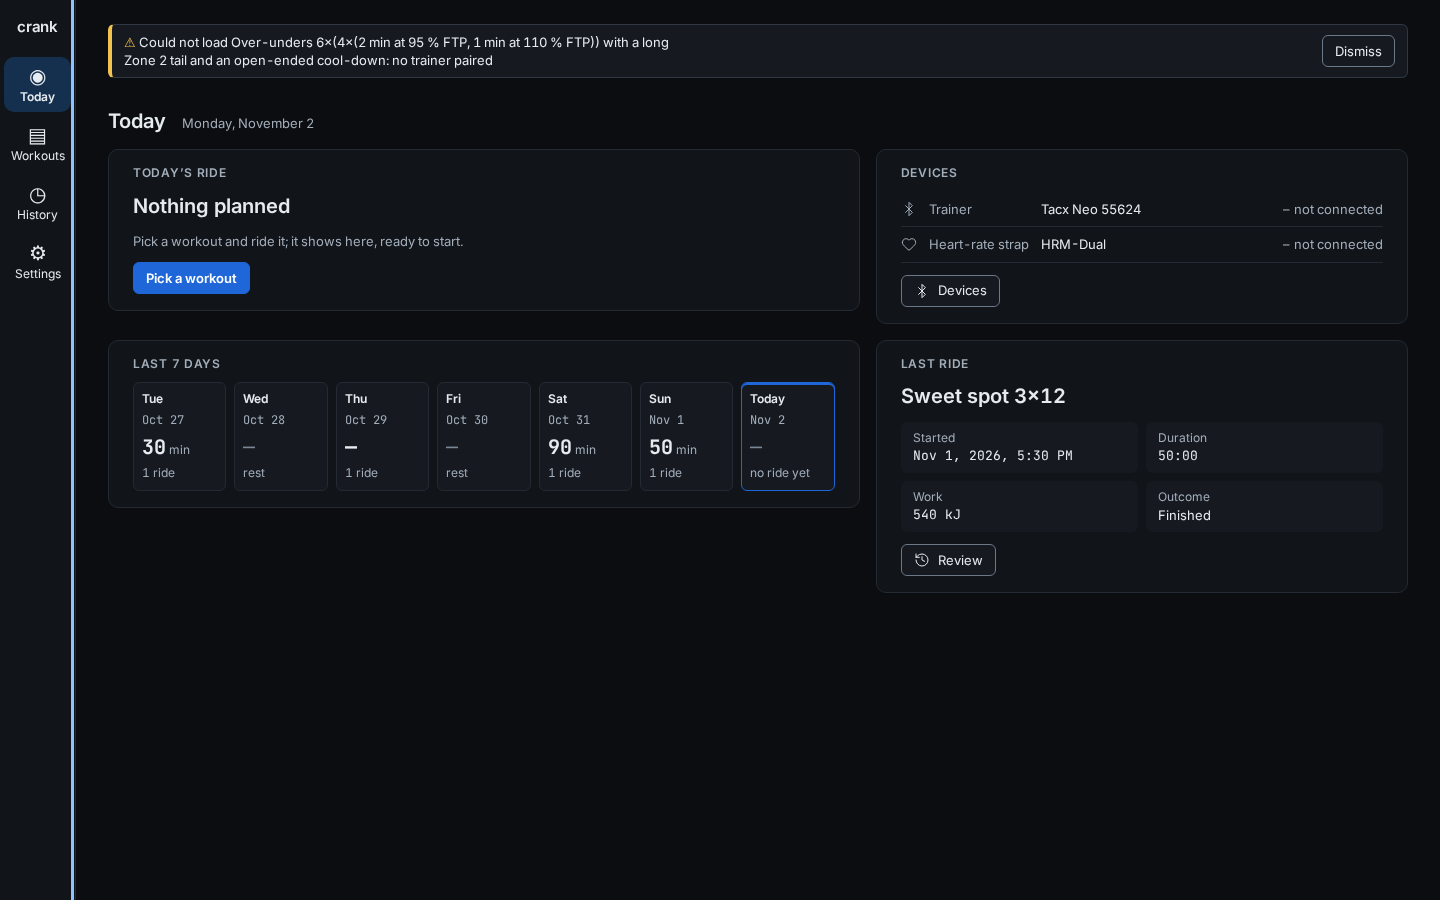 crank
Today
Workouts
History
Settings
⚠ Could not load Over-unders 6×(4×(2 min at 95 % FTP, 1 min at 110 % FTP)) with a long
Zone 2 tail and an open-ended cool-down: no trainer paired
Dismiss
Today Monday, November 2
TODAY'S RIDE
Nothing planned
Pick a workout and ride it; it shows here, ready to start.
Pick a workout
DEVICES
Trainer Tacx Neo 55624 – not connected
Heart-rate strap HRM-Dual – not connected
Devices
LAST 7 DAYS
Tue
Oct 27
30 min
1 ride
Wed
Oct 28
—
rest
Thu
Oct 29
—
1 ride
Fri
Oct 30
—
rest
Sat
Oct 31
90 min
1 ride
Sun
Nov 1
50 min
1 ride
Today
Nov 2
—
no ride yet
LAST RIDE
Sweet spot 3×12
Started
Nov 1, 2026, 5:30 PM
Duration
50:00
Work
540 kJ
Outcome
Finished
Review